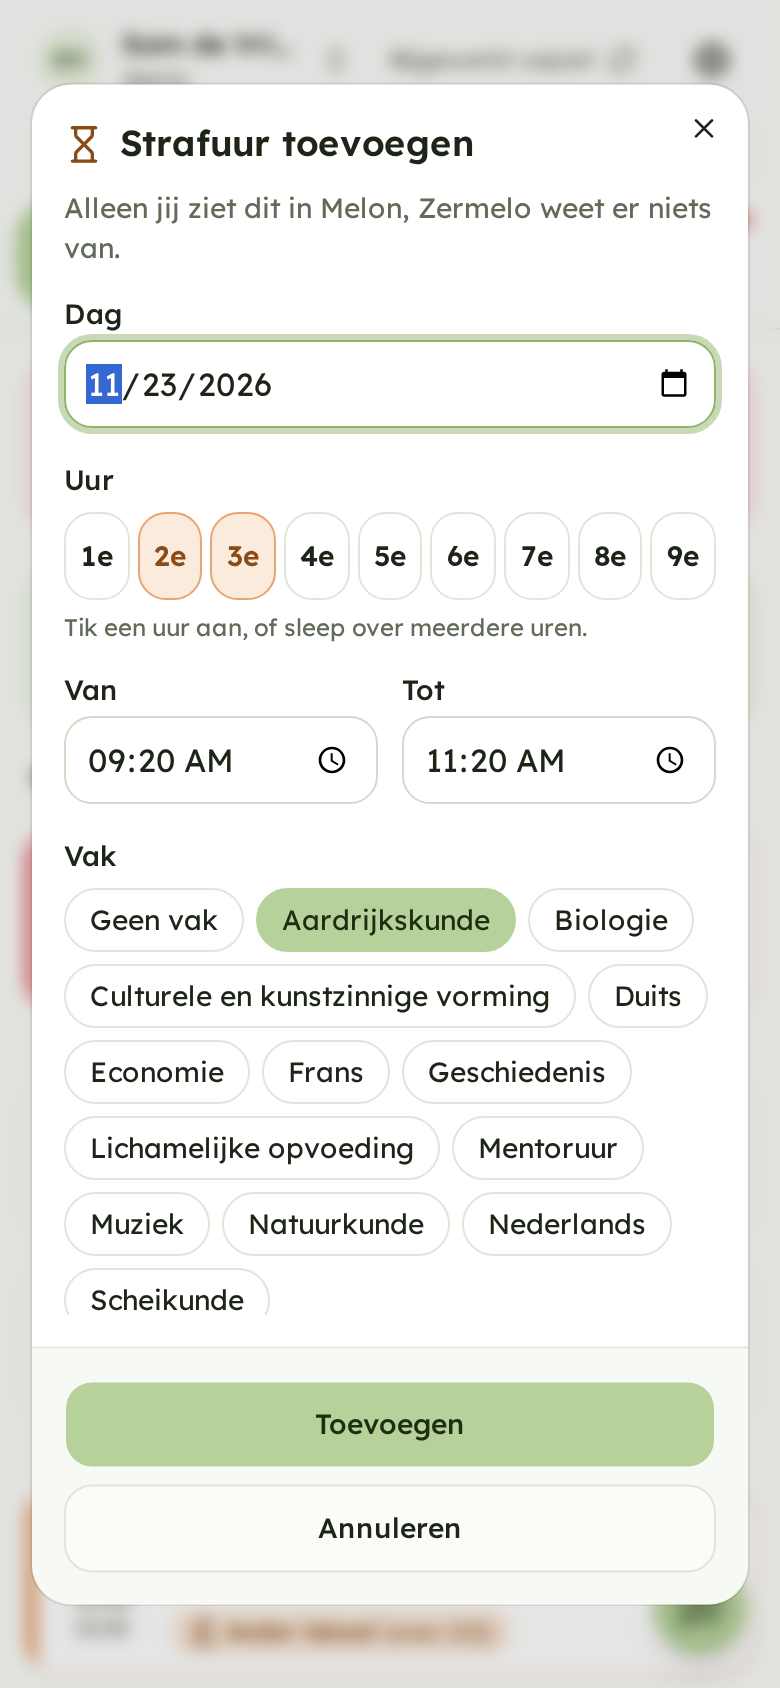 Strafuur toevoegen
Alleen jij ziet dit in Melon, Zermelo weet er niets
van.
Dag
11/23/2026
Uur
1e 2e 3e 4e 5e 6e 7e 8e 9e
Tik een uur aan, of sleep over meerdere uren.
Van Tot
09:20 AM 11:20 AM
Vak
Geen vak Aardrijkskunde Biologie
Culturele en kunstzinnige vorming Duits
Economie Frans Geschiedenis
Lichamelijke opvoeding Mentoruur
Muziek Natuurkunde Nederlands
Scheikunde
Toevoegen
Annuleren